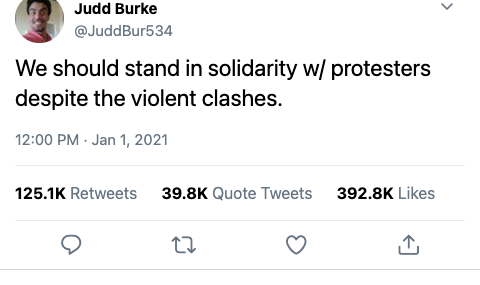 Judd Burke
@JuddBur534
We should stand in solidarity w/ protesters
despite the violent clashes.
12:00 PM · Jan 1, 2021
125.1K Retweets 39.8K Quote Tweets 392.8K Likes